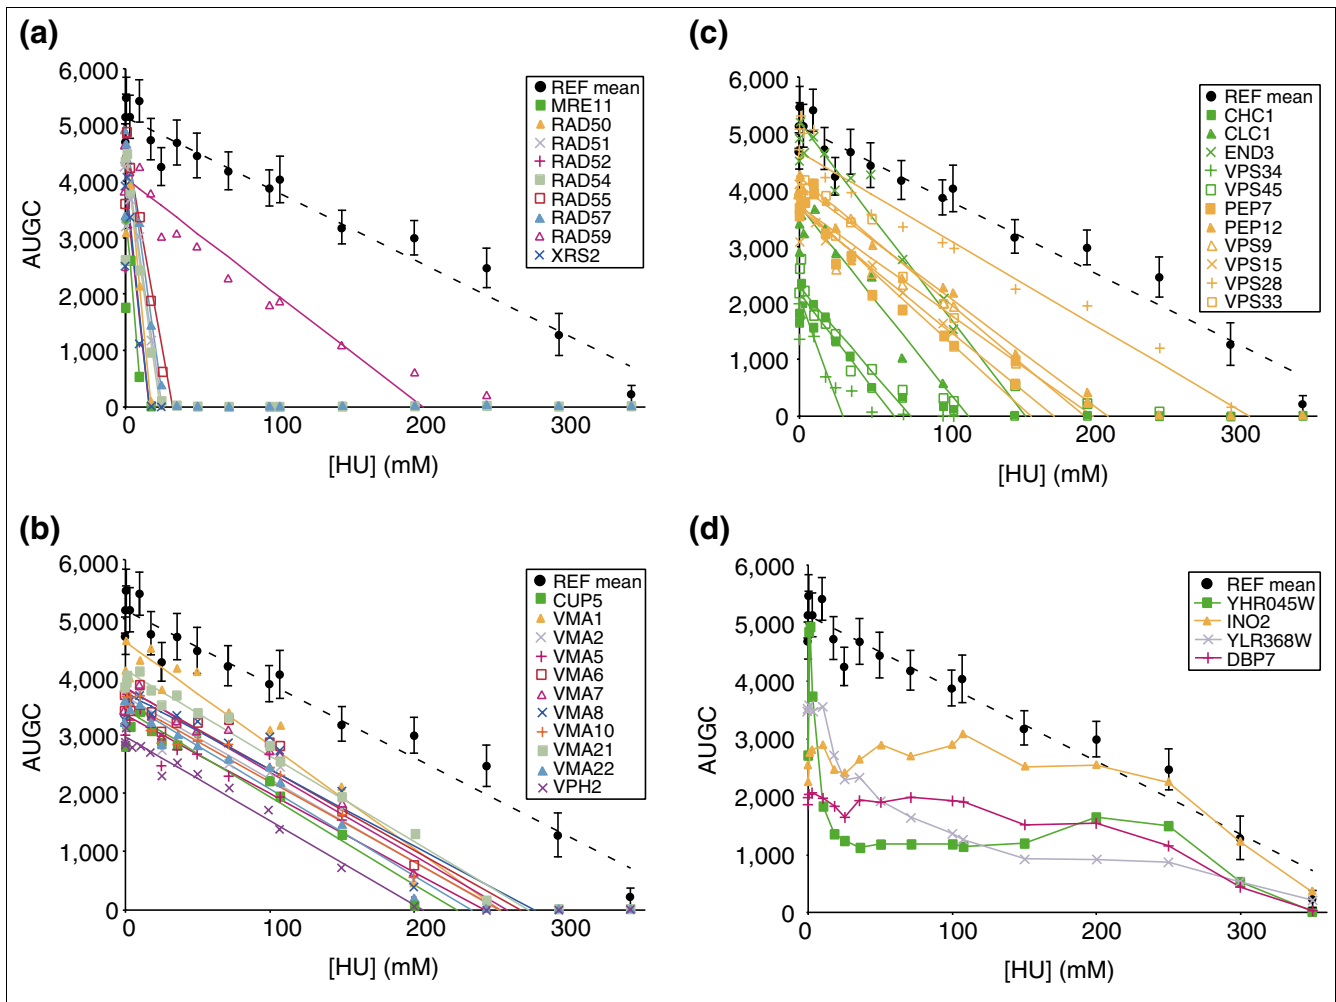 (a)
6,000
5,000
4,000
3,000
2,000
1,000
0
AUGC
0
100
200
300
[HU] (mM)
REF mean
MRE11
RAD50
RAD51
RAD52
RAD54
RAD55
RAD57
RAD59
XRS2
(c)
6,000
5,000
4,000
3,000
2,000
1,000
0
AUGC
0
100
200
300
[HU] (mM)
REF mean
CHC1
CLC1
END3
VPS34
VPS45
PEP7
PEP12
VPS9
VPS15
VPS28
VPS33
(b)
6,000
5,000
4,000
3,000
2,000
1,000
0
AUGC
0
100
200
300
[HU] (mM)
REF mean
CUP5
VMA1
VMA2
VMA5
VMA6
VMA7
VMA8
VMA10
VMA21
VMA22
VPH2
(d)
6,000
5,000
4,000
3,000
2,000
1,000
0
AUGC
0
100
200
300
[HU] (mM)
REF mean
YHR045W
INO2
YLR368W
DBP7